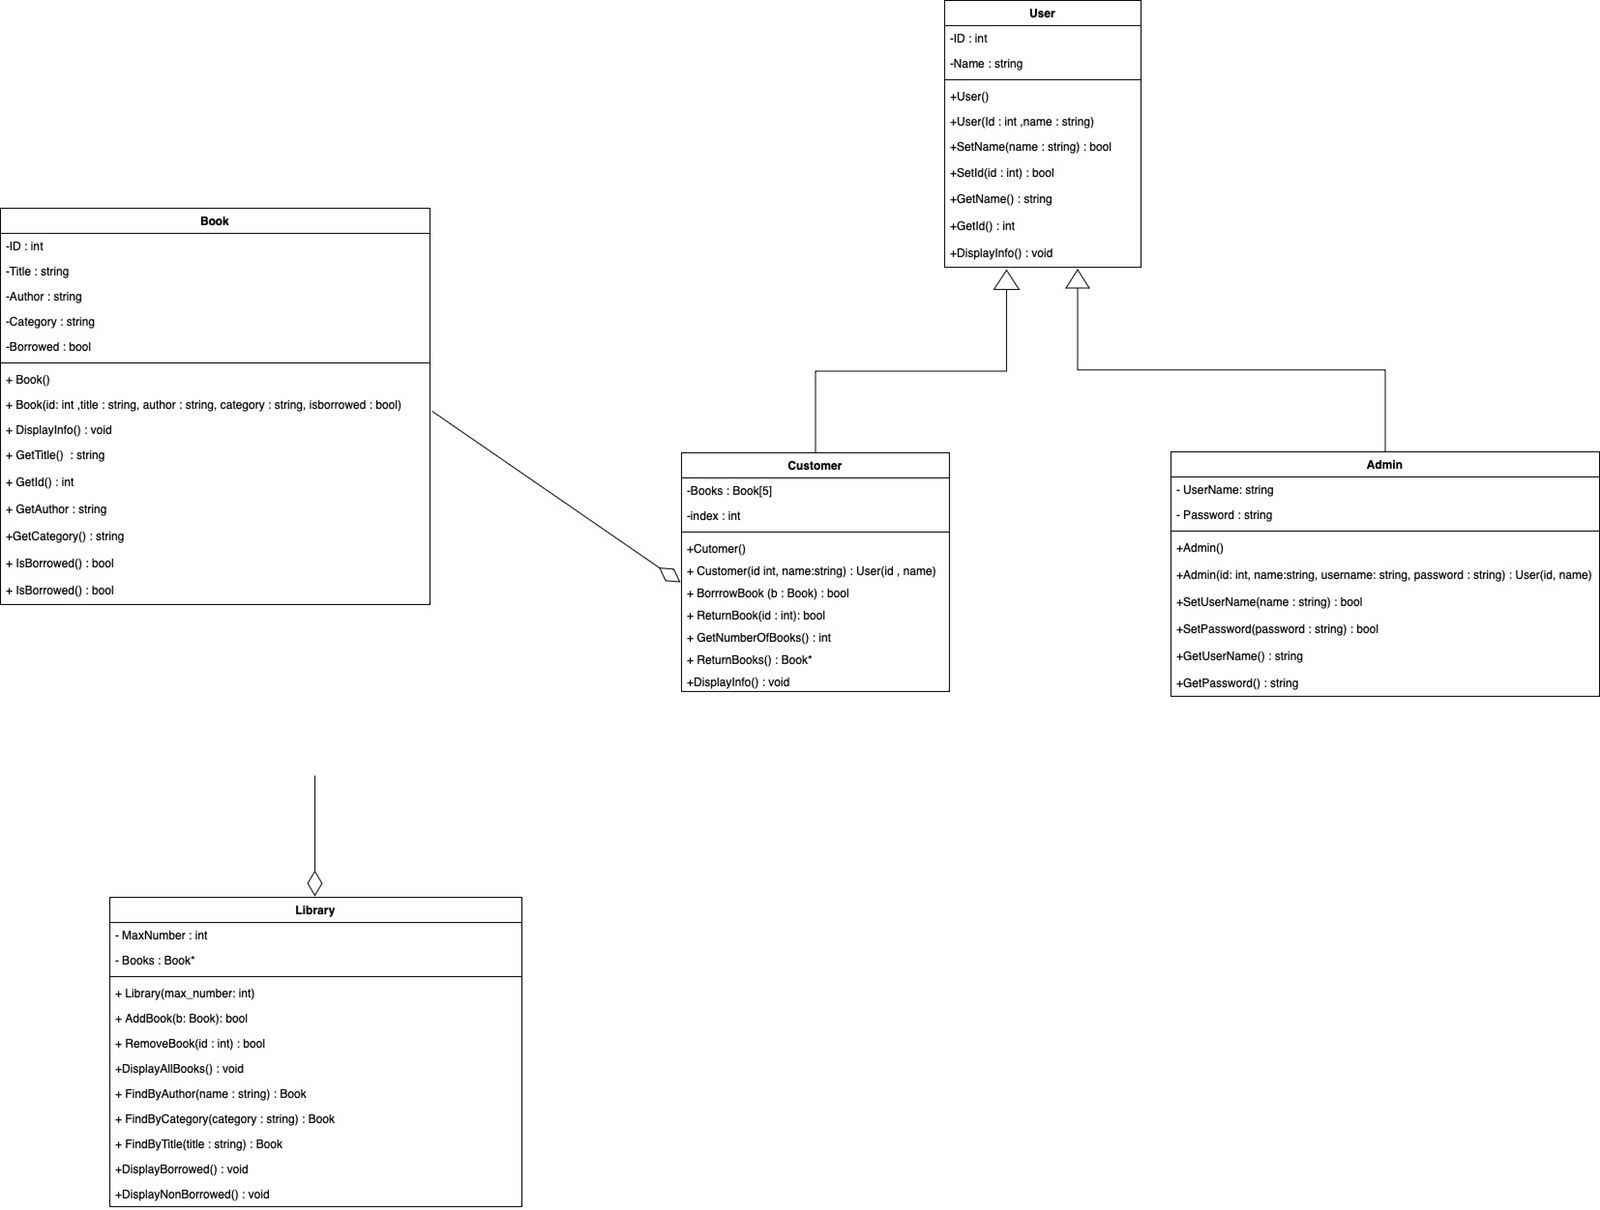 User
-ID : int
-Name : string
+User()
+User(Id : int ,name : string)
+SetName(name : string) : bool
+SetId(id : int) : bool
+GetName() : string
+GetId() : int
+DisplayInfo() : void
Book
-ID : int
-Title : string
-Author : string
-Category : string
-Borrowed : bool
+ Book()
+ Book(id: int ,title : string, author : string, category : string, isborrowed : bool)
+ DisplayInfo() : void
+ GetTitle()  : string
+ GetId() : int
+ GetAuthor : string
+GetCategory() : string
+ IsBorrowed() : bool
+ IsBorrowed() : bool
Customer
-Books : Book[5]
-index : int
+Cutomer()
+ Customer(id int, name:string) : User(id , name)
+ BorrrowBook (b : Book) : bool
+ ReturnBook(id : int): bool
+ GetNumberOfBooks() : int
+ ReturnBooks() : Book*
+DisplayInfo() : void
Admin
- UserName: string
- Password : string
+Admin()
+Admin(id: int, name:string, username: string, password : string) : User(id, name)
+SetUserName(name : string) : bool
+SetPassword(password : string) : bool
+GetUserName() : string
+GetPassword() : string
Library
- MaxNumber : int
- Books : Book*
+ Library(max_number: int)
+ AddBook(b: Book): bool
+ RemoveBook(id : int) : bool
+DisplayAllBooks() : void
+ FindByAuthor(name : string) : Book
+ FindByCategory(category : string) : Book
+ FindByTitle(title : string) : Book
+DisplayBorrowed() : void
+DisplayNonBorrowed() : void